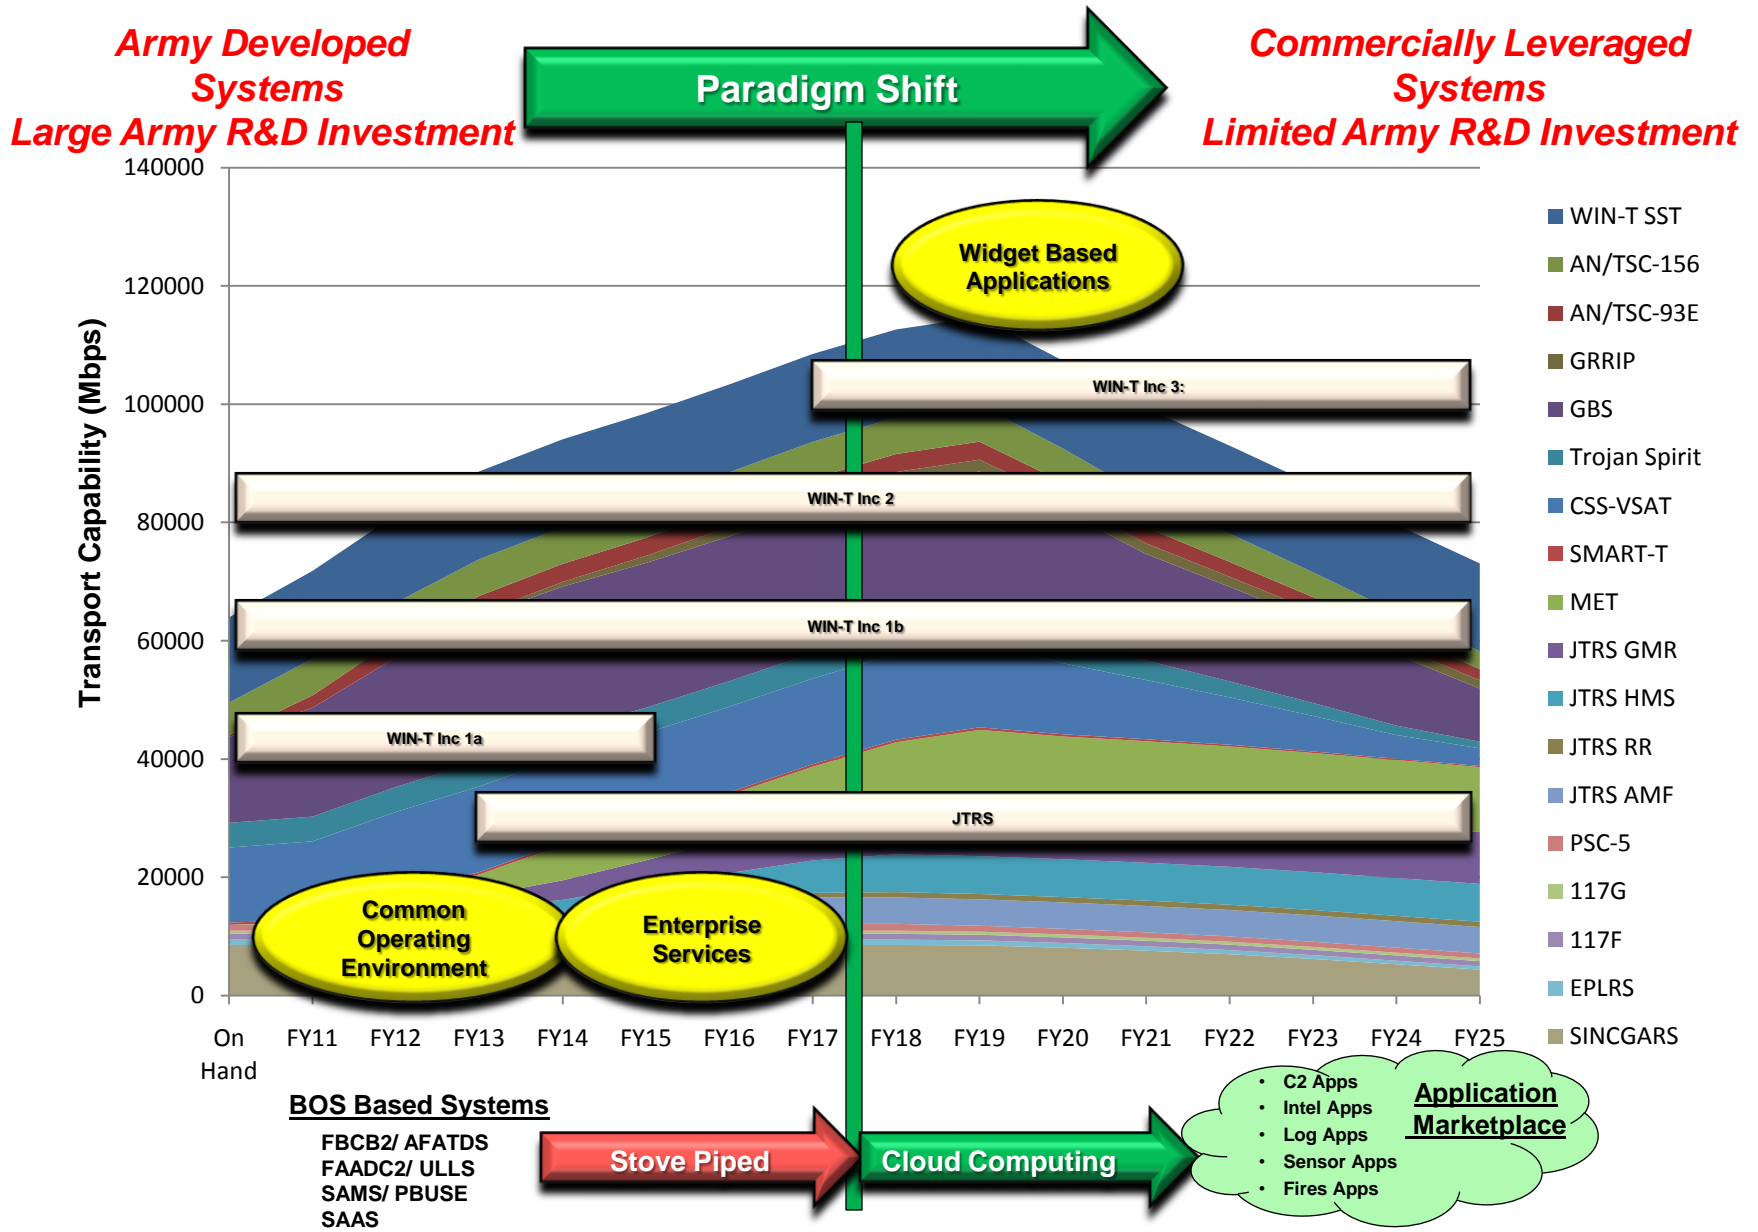 Army Developed
Systems
Large Army R&D Investment
Paradigm Shift
Commercially Leveraged
Systems
Limited Army R&D Investment
Transport Capability (Mbps)
140000
120000
100000
80000
60000
40000
20000
0
Widget Based
Applications
WIN-T Inc 3:
WIN-T Inc 2
WIN-T Inc 1b
WIN-T Inc 1a
JTRS
Common
Operating
Environment
Enterprise
Services
WIN-T SST
AN/TSC-156
AN/TSC-93E
GRRIP
GBS
Trojan Spirit
CSS-VSAT
SMART-T
MET
JTRS GMR
JTRS HMS
JTRS RR
JTRS AMF
PSC-5
117G
117F
EPLRS
SINCGARS
On Hand FY11 FY12 FY13 FY14 FY15 FY16 FY17 FY18 FY19 FY20 FY21 FY22 FY23 FY24 FY25
BOS Based Systems
FBCB2/ AFATDS
FAADC2/ ULLS
SAMS/ PBUSE
SAAS
Stove Piped
Cloud Computing
• C2 Apps
• Intel Apps
• Log Apps
• Sensor Apps
• Fires Apps
Application
Marketplace